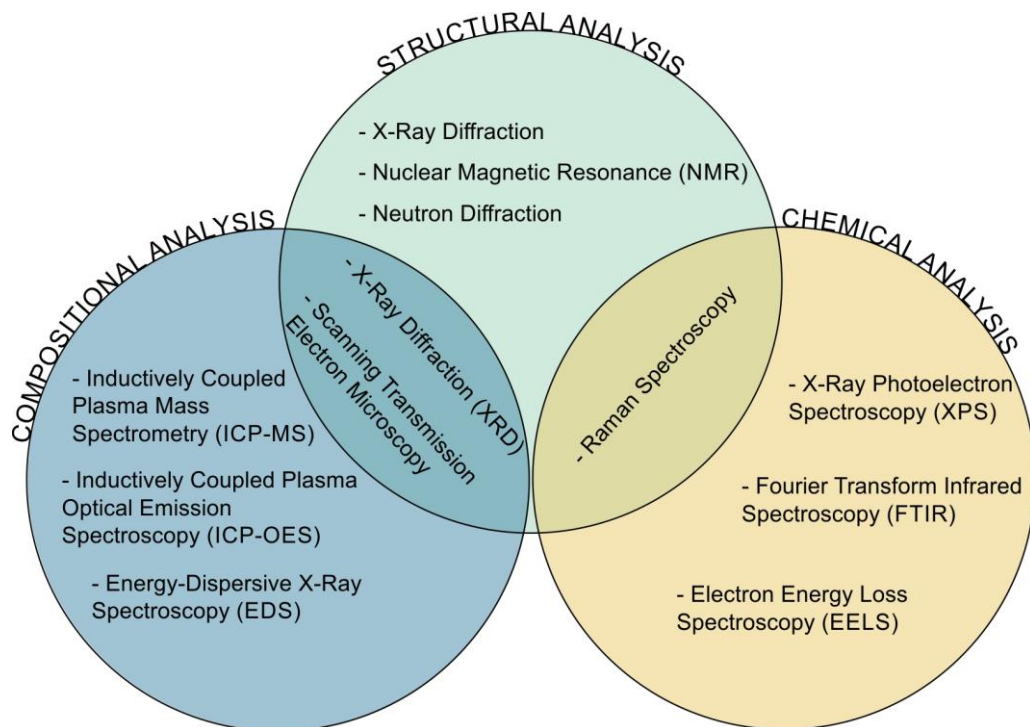 STRUCTURAL ANALYSIS
- X-Ray Diffraction
- Nuclear Magnetic Resonance (NMR)
- Neutron Diffraction
COMPOSITIONAL ANALYSIS
- Inductively Coupled
Plasma Mass
Spectrometry (ICP-MS)
- Inductively Coupled Plasma
Optical Emission
Spectroscopy (ICP-OES)
- Energy-Dispersive X-Ray
Spectroscopy (EDS)
- X-Ray Diffraction (XRD)
- Scanning Transmission
Electron Microscopy
- Raman Spectroscopy
CHEMICAL ANALYSIS
- X-Ray Photoelectron
Spectroscopy (XPS)
- Fourier Transform Infrared
Spectroscopy (FTIR)
- Electron Energy Loss
Spectroscopy (EELS)